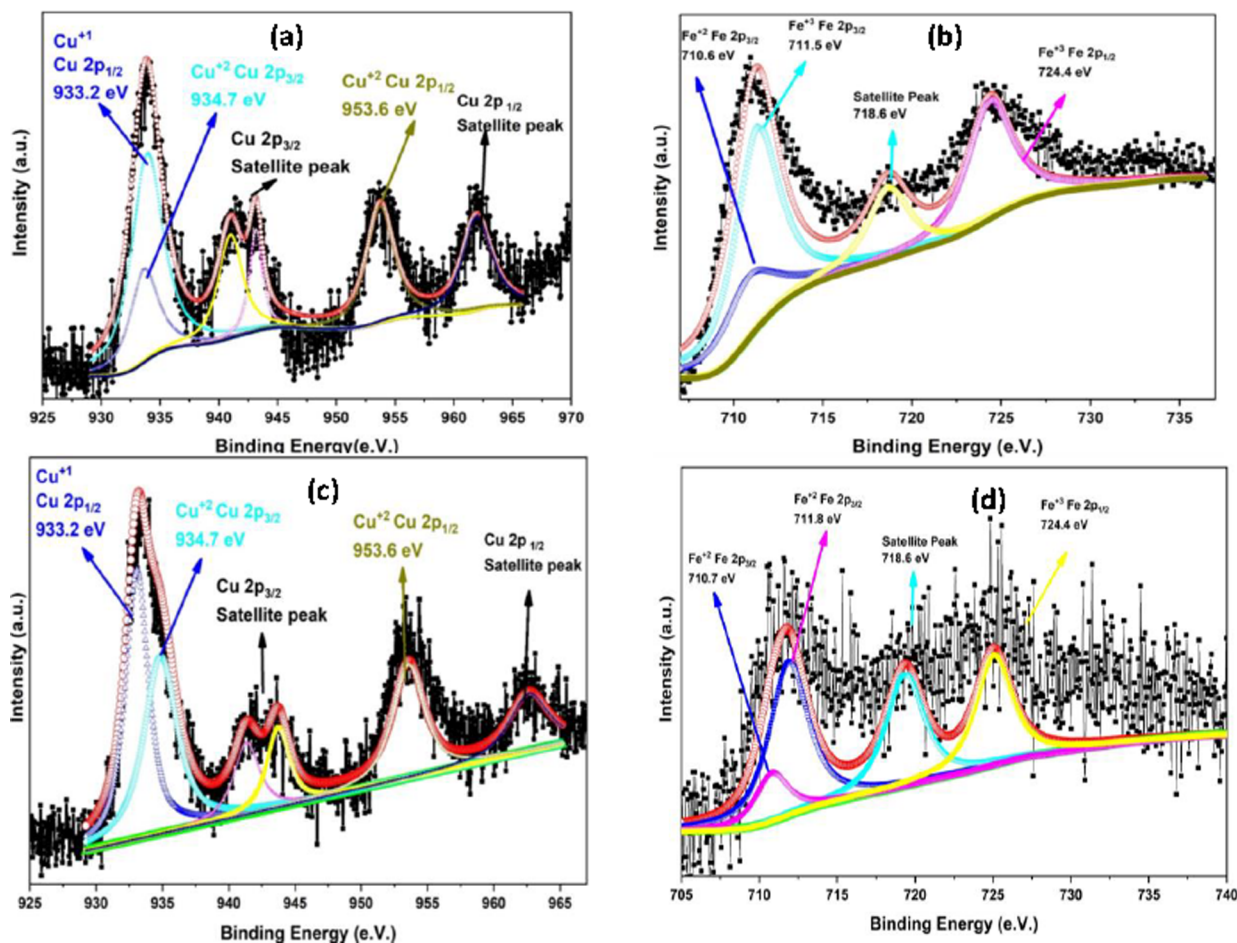 (a)
Cu⁺¹
Cu 2p₁/₂
933.2 eV
Cu⁺² Cu 2p₃/₂
934.7 eV
Cu 2p₃/₂
Satellite peak
Cu⁺² Cu 2p₁/₂
953.6 eV
Cu 2p ₁/₂
Satellite peak
Intensity (a.u.)
925 930 935 940 945 950 955 960 965 970
Binding Energy(e.V.)
(b)
Fe⁺² Fe 2p₃/₂
710.6 eV
Fe⁺³ Fe 2p₃/₂
711.5 eV
Satellite Peak
718.6 eV
Fe⁺³ Fe 2p₁/₂
724.4 eV
Intensity (a.u.)
710 715 720 725 730 735
Binding Energy (e.V.)
(c)
Cu⁺¹
Cu 2p₁/₂
933.2 eV
Cu⁺² Cu 2p₃/₂
934.7 eV
Cu 2p₃/₂
Satellite peak
Cu⁺² Cu 2p₁/₂
953.6 eV
Cu 2p ₁/₂
Satellite peak
Intensity (a.u.)
925 930 935 940 945 950 955 960 965
Binding Energy (e.V.)
(d)
Fe⁺² Fe 2p₃/₂
710.7 eV
Fe⁺² Fe 2p₃/₂
711.8 eV
Satellite Peak
718.6 eV
Fe⁺³ Fe 2p₁/₂
724.4 eV
Intensity (a.u.)
705 710 715 720 725 730 735 740
Binding Energy (e.V.)